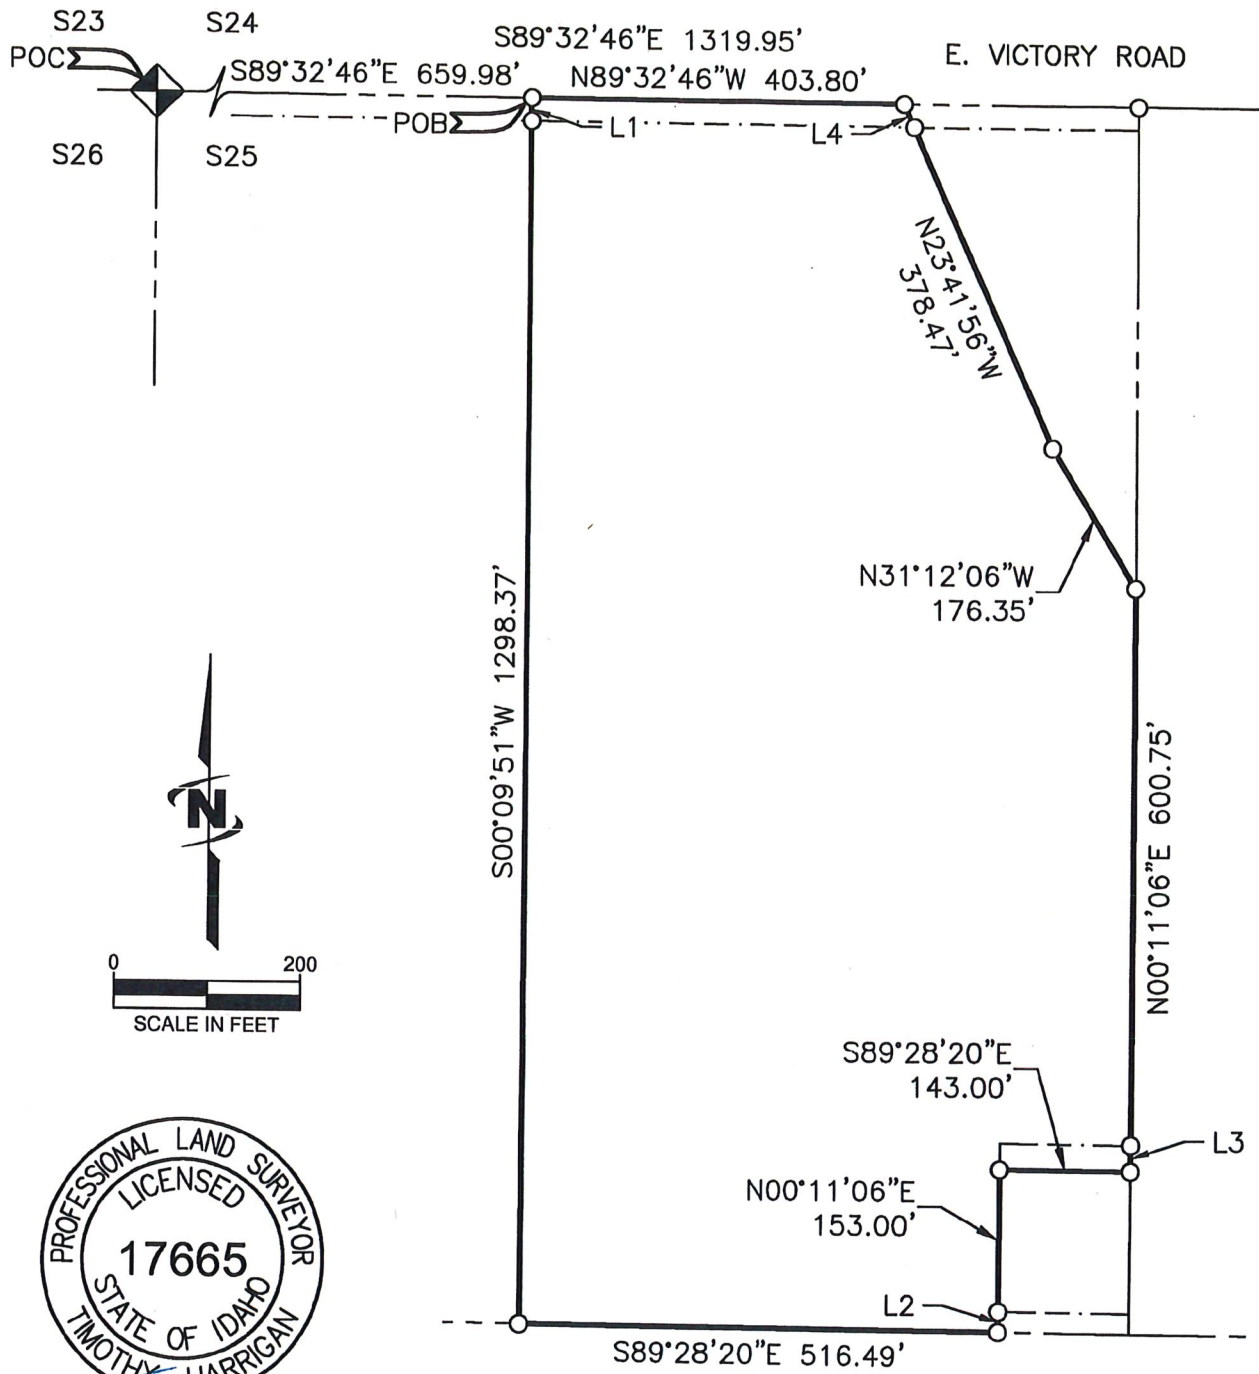 S23
S24
POC
S89°32'46"E 1319.95'
E. VICTORY ROAD
S89°32'46"E 659.98'
N89°32'46"W 403.80'
POB
L1
L4
S26
S25
N23°41'56"W
378.47'
N31°12'06"W
176.35'
S00°09'51"W 1298.37'
N00°11'06"E 600.75'
N
0 200
SCALE IN FEET
S89°28'20"E
143.00'
L3
N00°11'06"E
153.00'
L2
S89°28'20"E 516.49'
PROFESSIONAL LAND SURVEYOR
LICENSED
17665
STATE OF IDAHO
TIMOTHY HARRIGAN